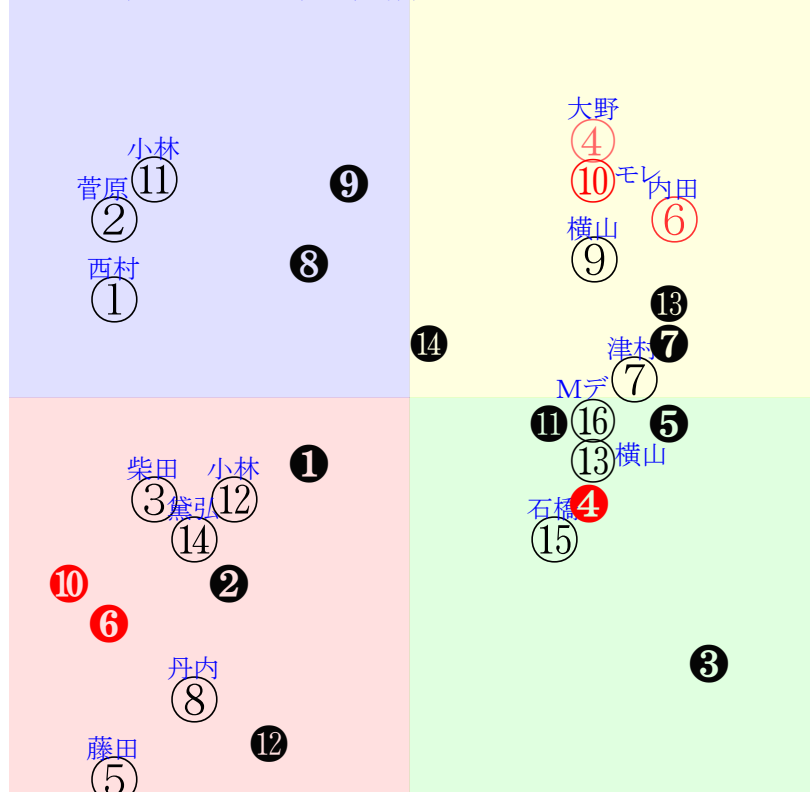 大野
④
小林
⑪
⑩ モレ
菅原
②
❾
内田
⑥
横山
⑨
西村
①
❽
⓭
⓮
津村
❼
⑦
Mデ
⓫
⑯
❺
柴田
小林
❶
⑬
横山
③
黛弘
⑫
石橋
❹
⑭
⑮
❿
❷
❻
丹内
⑧
❸
藤田
⓬
⑤